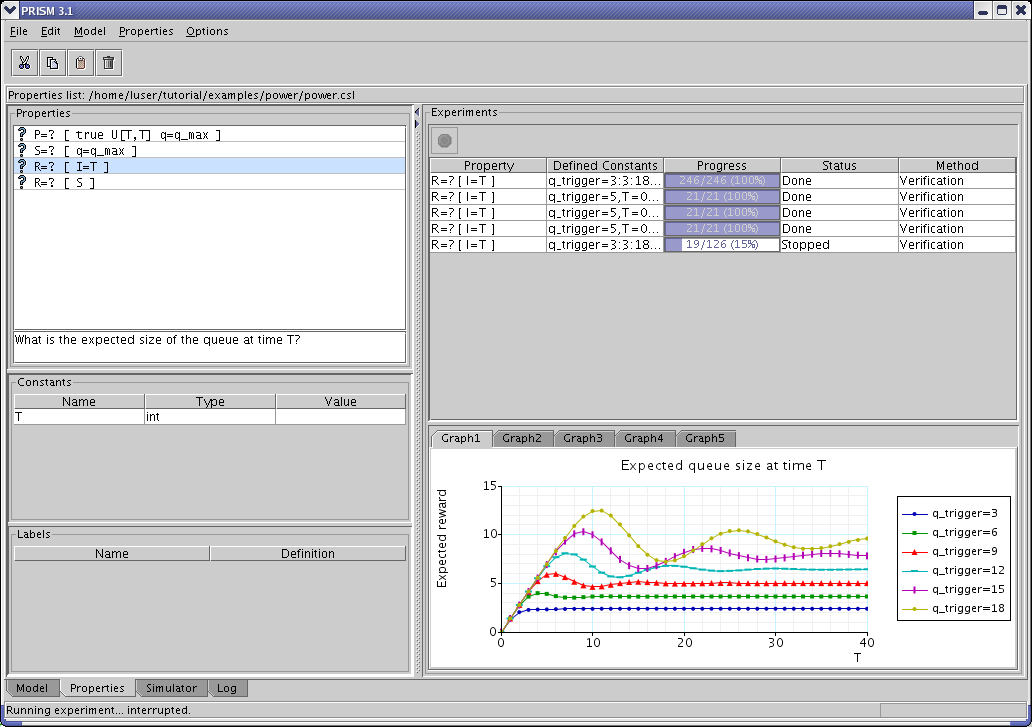 PRISM 3.1
File Edit Model Properties Options
Properties list: /home/luser/tutorial/examples/power/power.csl
Properties
? P=? [ true U[T,T] q=q_max ]
? S=? [ q=q_max ]
? R=? [ I=T ]
? R=? [ S ]
What is the expected size of the queue at time T?
Constants
Name Type Value
T int
Labels
Name Definition
Experiments
Property Defined Constants Progress Status Method
R=? [ I=T ] q_trigger=3:3:18... 246/246 (100%) Done Verification
R=? [ I=T ] q_trigger=5,T=0... 21/21 (100%) Done Verification
R=? [ I=T ] q_trigger=5,T=0... 21/21 (100%) Done Verification
R=? [ I=T ] q_trigger=5,T=0... 21/21 (100%) Done Verification
R=? [ I=T ] q_trigger=3:3:18... 19/126 (15%) Stopped Verification
Graph1 Graph2 Graph3 Graph4 Graph5
Expected queue size at time T
Expected reward
15
10
5
0
0 10 20 30 40
T
q_trigger=3
q_trigger=6
q_trigger=9
q_trigger=12
q_trigger=15
q_trigger=18
Model Properties Simulator Log
Running experiment... interrupted.